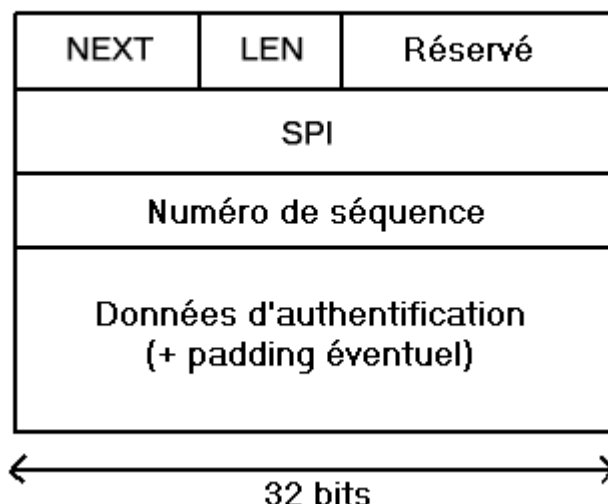 NEXT LEN Réservé
SPI
Numéro de séquence
Données d'authentification
(+ padding éventuel)
32 bits